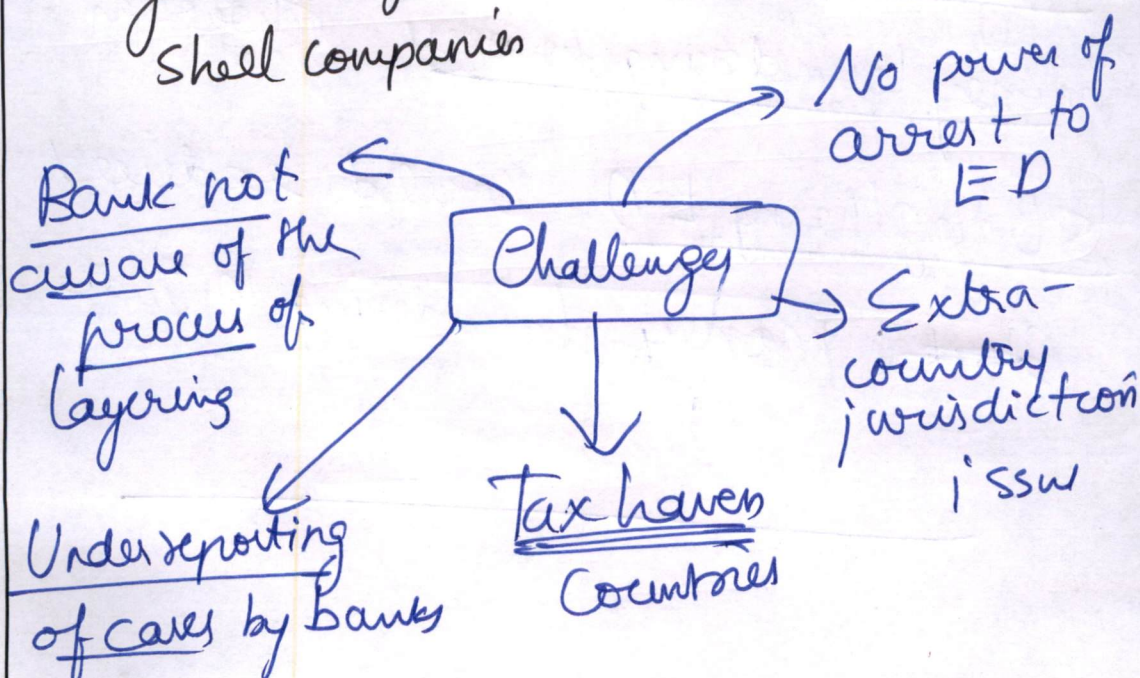 Shell companies
No power of
arrest to
ED
Bank not
aware of the
process of
layering
Challenges
Extra-
country
jurisdiction
issue
Tax haven
Countries
Underreporting
of cases by banks